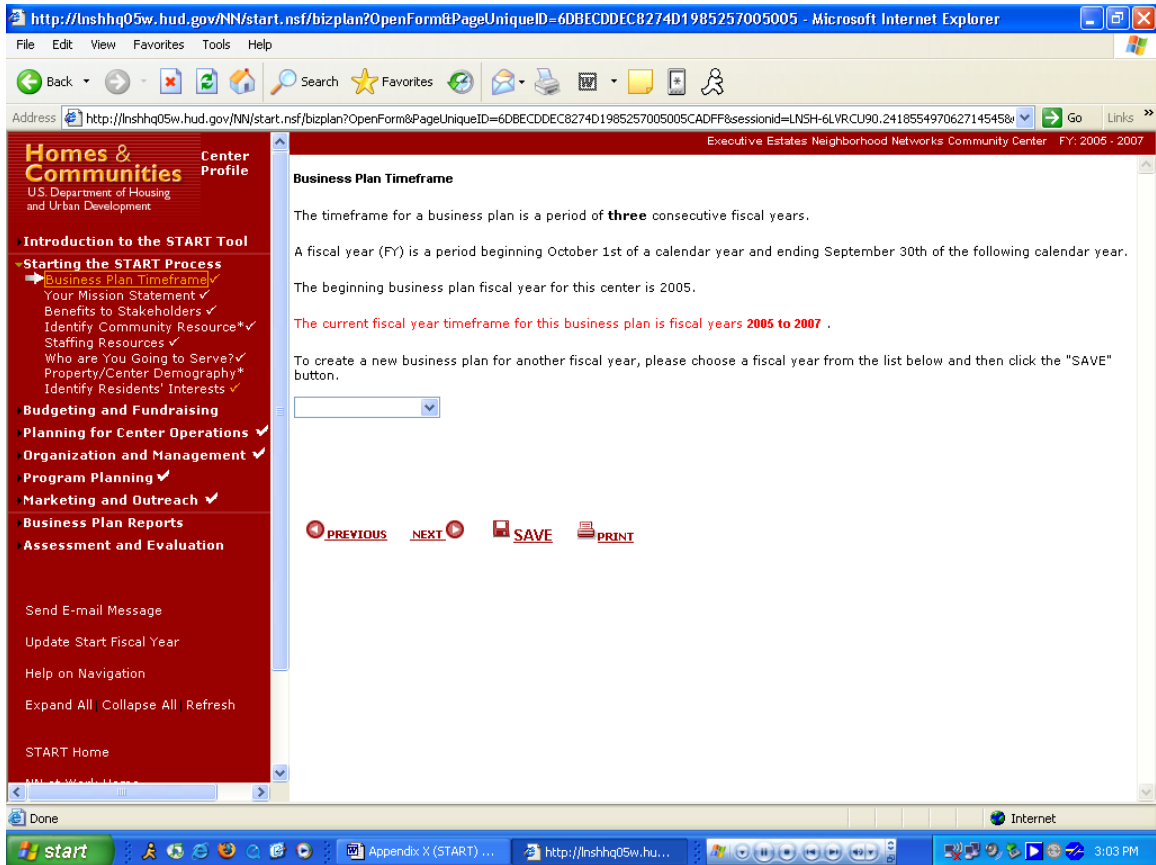 http://lnshhq05w.hud.gov/NN/start.nsf/bizplan?OpenForm&PageUniqueID=6DBECDDEC8274D1985257005005 - Microsoft Internet Explorer
File Edit View Favorites Tools Help
Back Search Favorites
Address http://lnshhq05w.hud.gov/NN/start.nsf/bizplan?OpenForm&PageUniqueID=6DBECDDEC8274D1985257005005CADFF&sessionid=LNSH-6LVRCU90.2418554970627145458 Go Links »
Executive Estates Neighborhood Networks Community Center FY: 2005 - 2007
Homes & Communities
U.S. Department of Housing
and Urban Development
Center
Profile
Introduction to the START Tool
Starting the START Process
Business Plan Timeframe ✓
Your Mission Statement ✓
Benefits to Stakeholders ✓
Identify Community Resource*✓
Staffing Resources ✓
Who are You Going to Serve?✓
Property/Center Demography*
Identify Residents' Interests ✓
Budgeting and Fundraising
Planning for Center Operations ✓
Organization and Management ✓
Program Planning ✓
Marketing and Outreach ✓
Business Plan Reports
Assessment and Evaluation
Send E-mail Message
Update Start Fiscal Year
Help on Navigation
Expand All | Collapse All | Refresh
START Home
Business Plan Timeframe
The timeframe for a business plan is a period of three consecutive fiscal years.
A fiscal year (FY) is a period beginning October 1st of a calendar year and ending September 30th of the following calendar year.
The beginning business plan fiscal year for this center is 2005.
The current fiscal year timeframe for this business plan is fiscal years 2005 to 2007 .
To create a new business plan for another fiscal year, please choose a fiscal year from the list below and then click the "SAVE"
button.
PREVIOUS NEXT SAVE PRINT
Done Internet
start Appendix X (START) ... http://lnshhq05w.hu... 3:03 PM